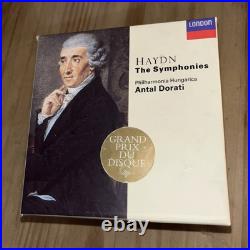 LONDON
HAYDN
The Symphonies
Philharmonia Hungarica
Antal Dorati
GRAND
PRIX
DU
DISQUE